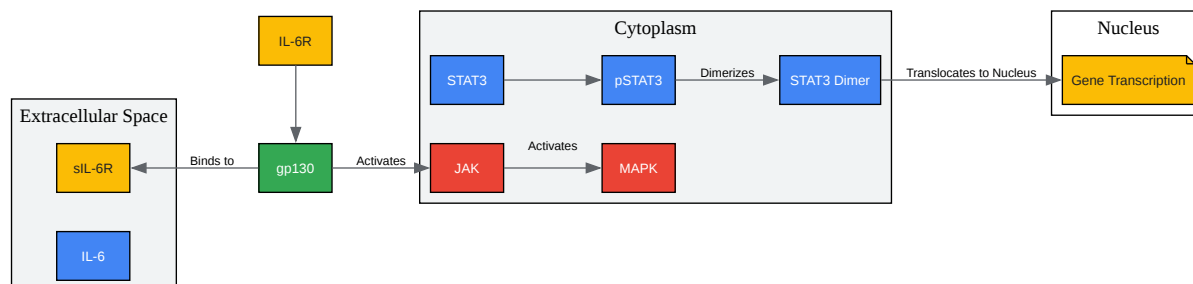 IL-6R
Cytoplasm
Nucleus
STAT3
pSTAT3
Dimerizes
STAT3 Dimer
Translocates to Nucleus
Gene Transcription
Extracellular Space
sIL-6R
Binds to
gp130
Activates
JAK
Activates
MAPK
IL-6